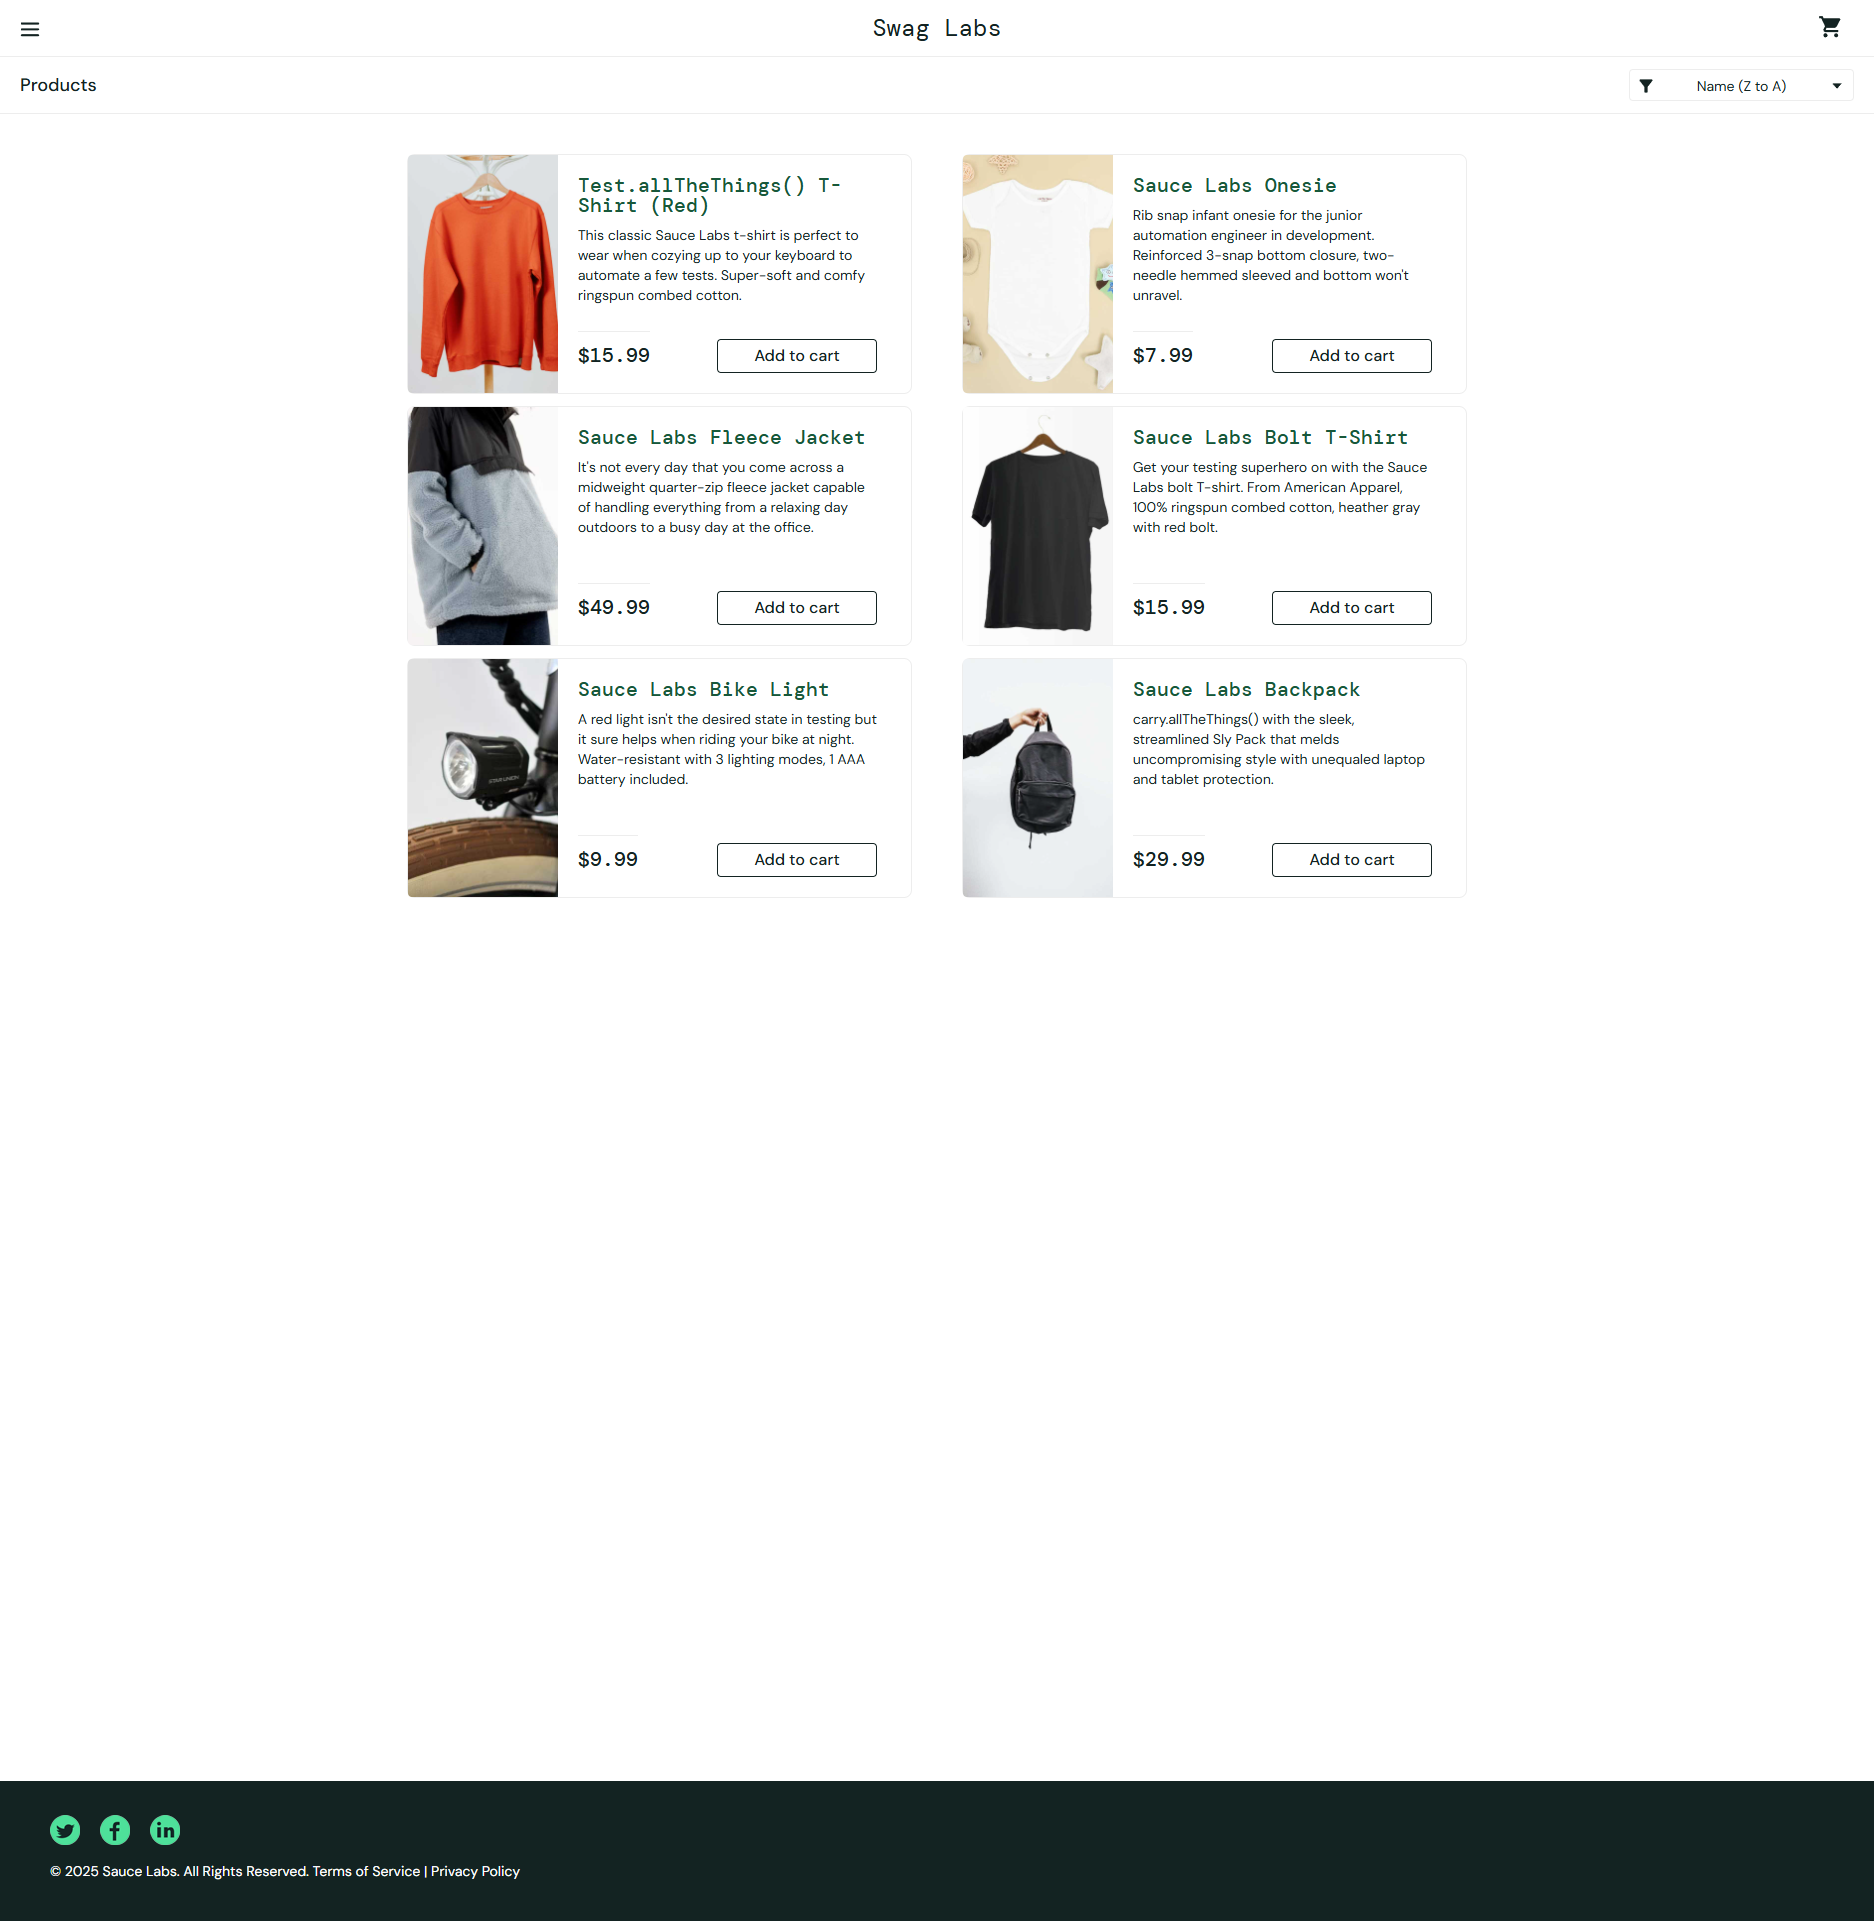 Swag Labs
Products
Name (Z to A)
Test.allTheThings() T-
Shirt (Red)
This classic Sauce Labs t-shirt is perfect to
wear when cozying up to your keyboard to
automate a few tests. Super-soft and comfy
ringspun combed cotton.
$15.99
Add to cart
Sauce Labs Onesie
Rib snap infant onesie for the junior
automation engineer in development.
Reinforced 3-snap bottom closure, two-
needle hemmed sleeved and bottom won't
unravel.
$7.99
Add to cart
Sauce Labs Fleece Jacket
It's not every day that you come across a
midweight quarter-zip fleece jacket capable
of handling everything from a relaxing day
outdoors to a busy day at the office.
$49.99
Add to cart
Sauce Labs Bolt T-Shirt
Get your testing superhero on with the Sauce
Labs bolt T-shirt. From American Apparel,
100% ringspun combed cotton, heather gray
with red bolt.
$15.99
Add to cart
Sauce Labs Bike Light
A red light isn't the desired state in testing but
it sure helps when riding your bike at night.
Water-resistant with 3 lighting modes, 1 AAA
battery included.
$9.99
Add to cart
Sauce Labs Backpack
carry.allTheThings() with the sleek,
streamlined Sly Pack that melds
uncompromising style with unequaled laptop
and tablet protection.
$29.99
Add to cart
© 2025 Sauce Labs. All Rights Reserved. Terms of Service | Privacy Policy